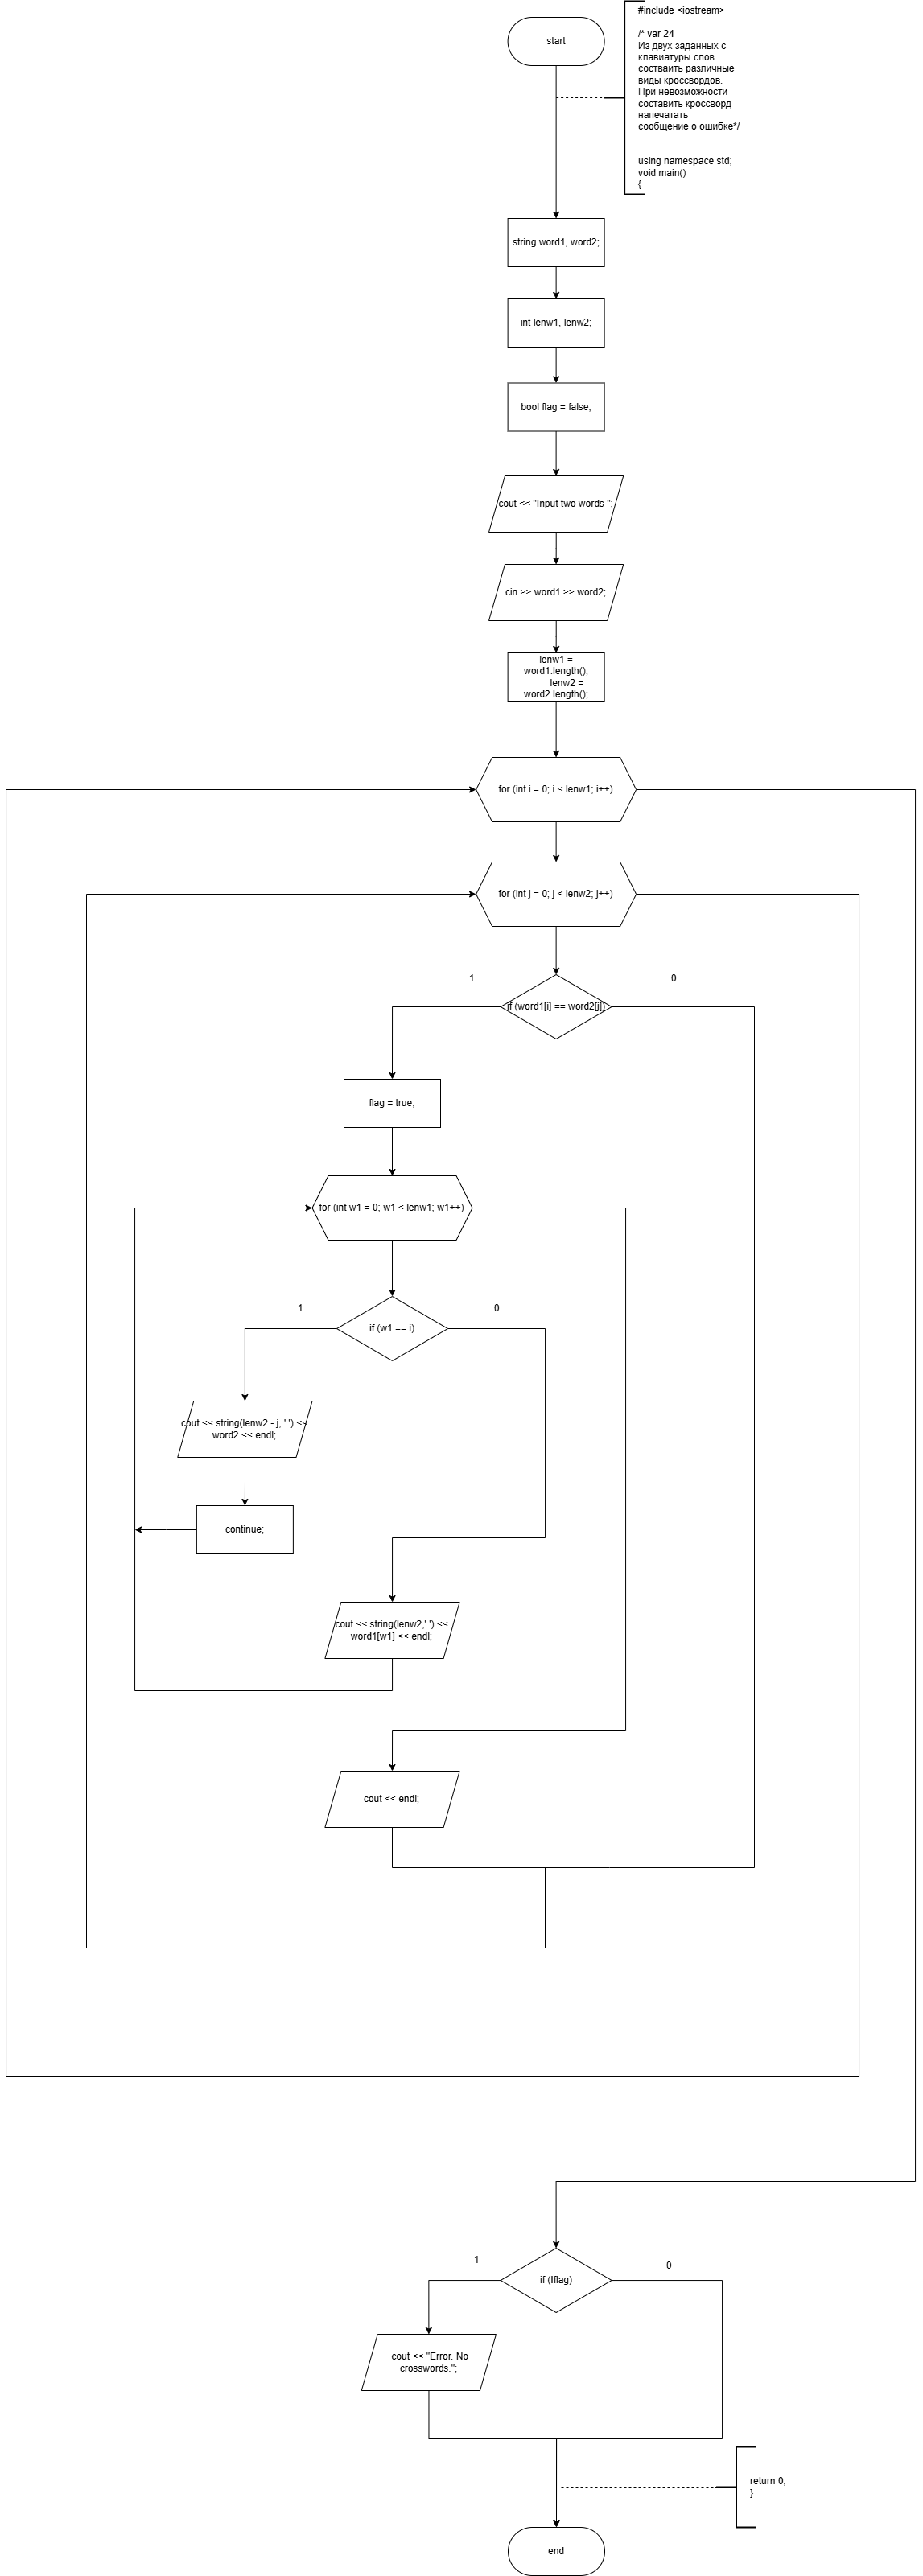 start
#include <iostream>
/* var 24
Из двух заданных с
клавиатуры слов
состваить различные
виды кроссвордов.
При невозможности
составить кроссворд
напечатать
сообщение о ошибке*/
using namespace std;
void main()
{
string word1, word2;
int lenw1, lenw2;
bool flag = false;
cout << "Input two words ";
cin >> word1 >> word2;
lenw1 =
word1.length();
lenw2 =
word2.length();
for (int i = 0; i < lenw1; i++)
for (int j = 0; j < lenw2; j++)
1
0
if (word1[i] == word2[j])
flag = true;
for (int w1 = 0; w1 < lenw1; w1++)
1
0
if (w1 == i)
cout << string(lenw2 - j, ' ') <<
word2 << endl;
continue;
cout << string(lenw2,' ') <<
word1[w1] << endl;
cout << endl;
1
0
if (!flag)
cout << "Error. No
crosswords.";
return 0;
}
end